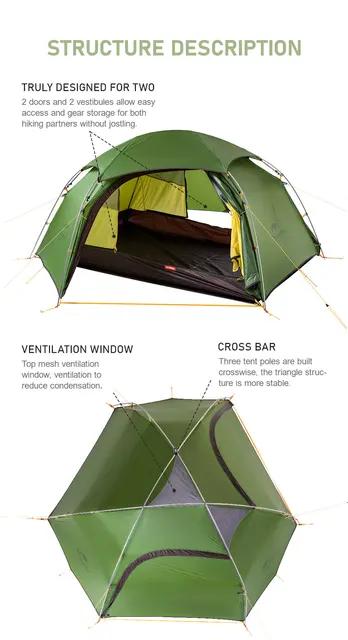 STRUCTURE DESCRIPTION
TRULY DESIGNED FOR TWO
2 doors and 2 vestibules allow easy
access and gear storage for both
hiking partners without jostling.
VENTILATION WINDOW
Top mesh ventilation
window, ventilation to
reduce condensation.
CROSS BAR
Three tent poles are built
crosswise, the triangle struc-
ture is more stable.